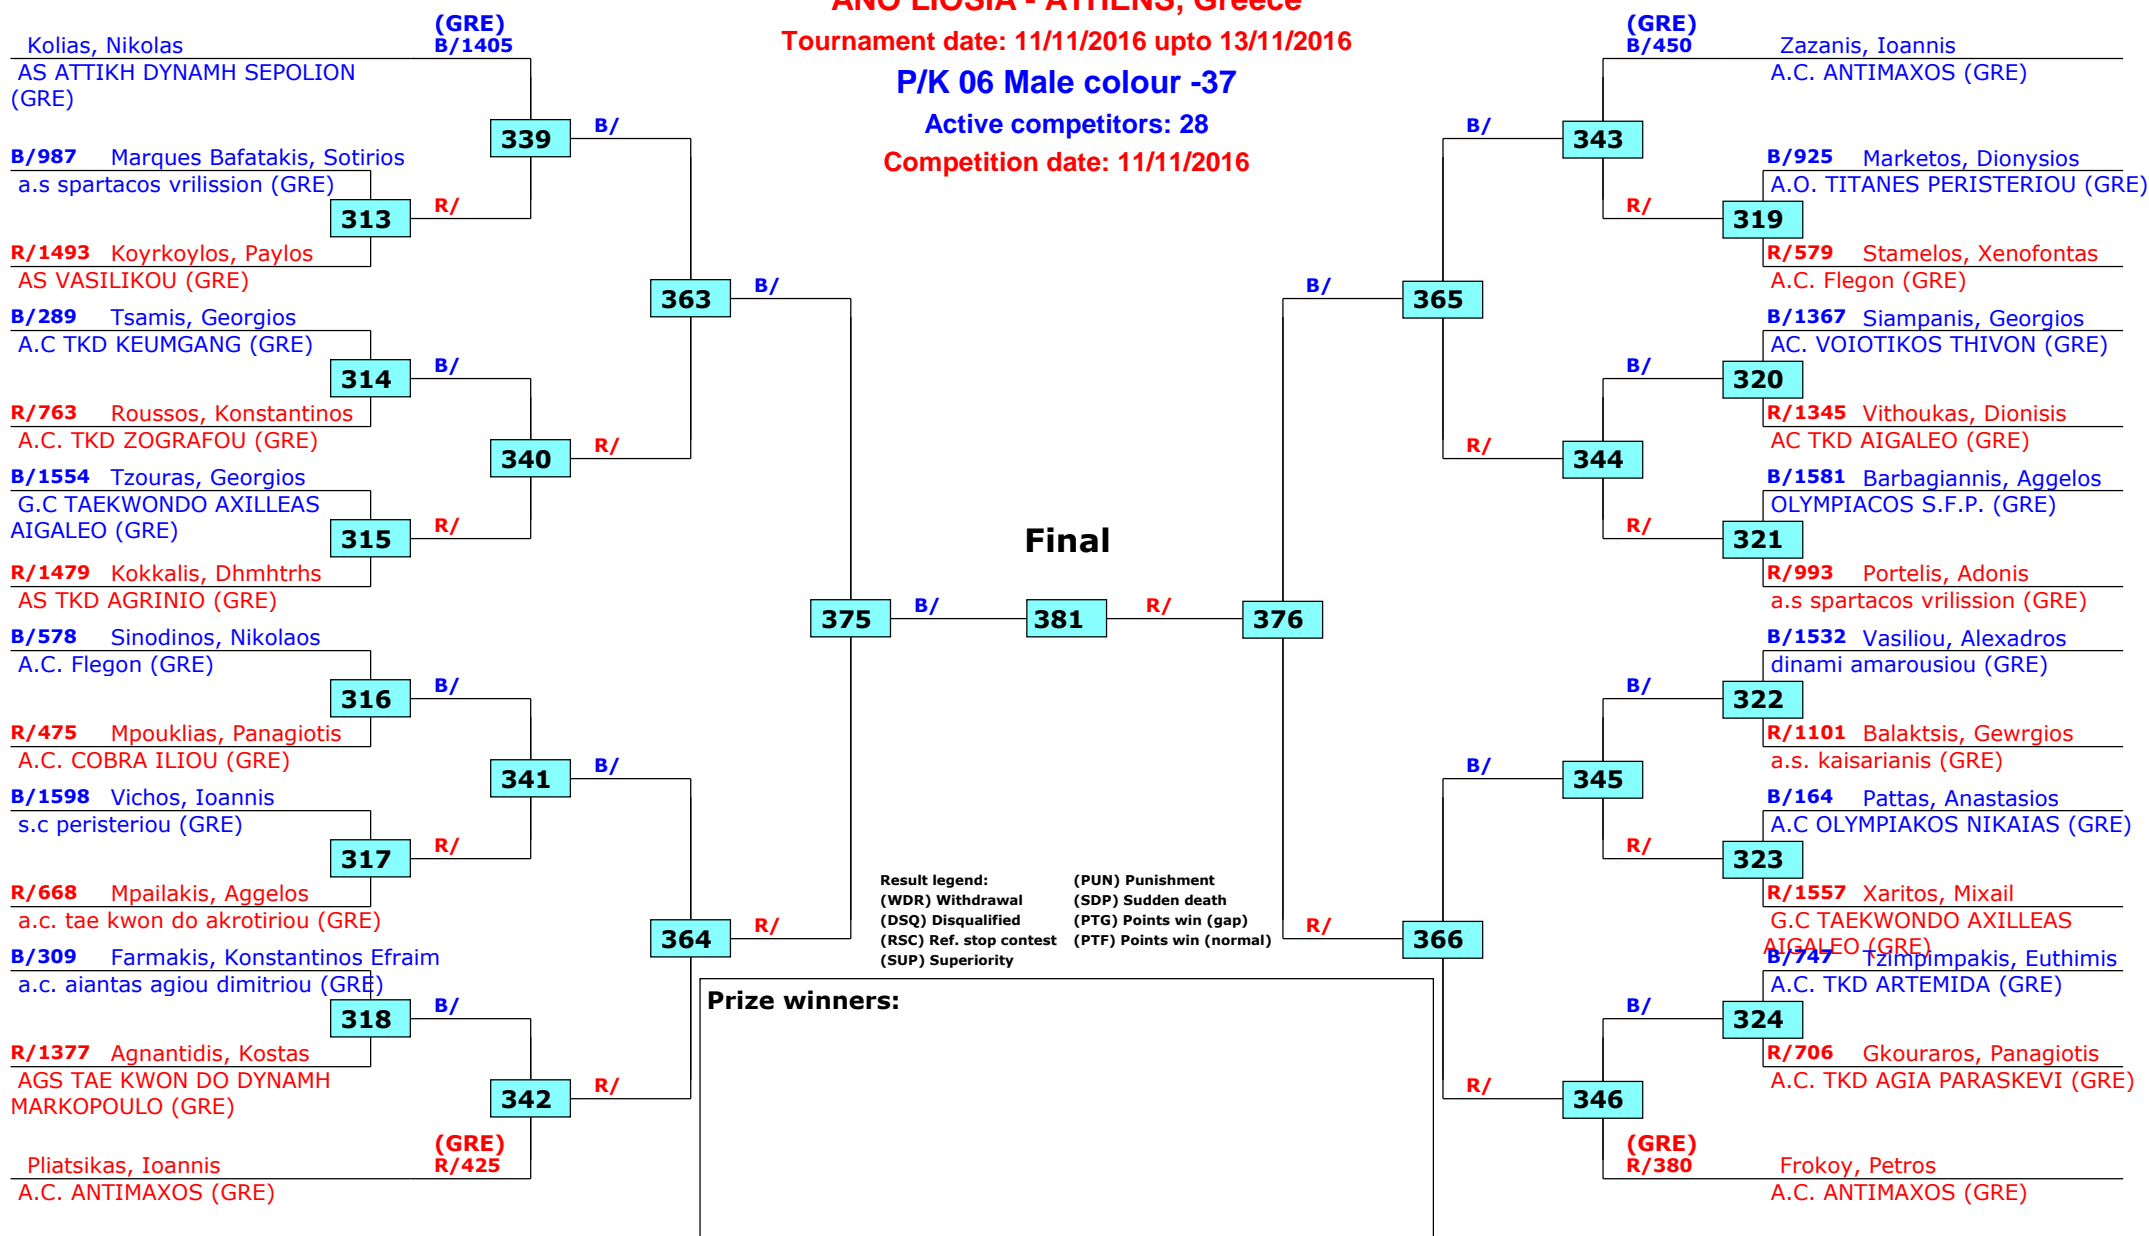 ANO LIOSIA - ATHENS, Greece
Tournament date: 11/11/2016 upto 13/11/2016
P/K 06 Male colour -37
Active competitors: 28
Competition date: 11/11/2016
(GRE)
Kolias, Nikolas B/1405
AS ATTIKH DYNAMH SEPOLION
(GRE)
339 B/
B/987 Marques Bafatakis, Sotirios
a.s spartacos vrilission (GRE)
313 R/
R/1493 Koyrkoylos, Paylos
AS VASILIKOU (GRE)
363 B/
B/289 Tsamis, Georgios
A.C TKD KEUMGANG (GRE)
314 B/
R/763 Roussos, Konstantinos
A.C. TKD ZOGRAFOU (GRE)
340 R/
B/1554 Tzouras, Georgios
G.C TAEKWONDO AXILLEAS
AIGALEO (GRE)
315 R/
R/1479 Kokkalis, Dhmhtrhs
AS TKD AGRINIO (GRE)
375 B/
B/578 Sinodinos, Nikolaos
A.C. Flegon (GRE)
316 B/
R/475 Mpouklias, Panagiotis
A.C. COBRA ILIOU (GRE)
341 B/
B/1598 Vichos, Ioannis
s.c peristeriou (GRE)
317 R/
R/668 Mpailakis, Aggelos
a.c. tae kwon do akrotiriou (GRE)
364 R/
B/309 Farmakis, Konstantinos Efraim
a.c. aiantas agiou dimitriou (GRE)
318 B/
R/1377 Agnantidis, Kostas
AGS TAE KWON DO DYNAMH
MARKOPOULO (GRE)
342 R/
(GRE)
Pliatsikas, Ioannis R/425
A.C. ANTIMAXOS (GRE)
Final
381
(GRE)
B/450 Zazanis, Ioannis
A.C. ANTIMAXOS (GRE)
B/ 343
B/925 Marketos, Dionysios
A.O. TITANES PERISTERIOU (GRE)
R/ 319
R/579 Stamelos, Xenofontas
A.C. Flegon (GRE)
B/ 365
B/1367 Siampanis, Georgios
AC. VOIOTIKOS THIVON (GRE)
B/ 320
R/1345 Vithoukas, Dionisis
AC TKD AIGALEO (GRE)
R/ 344
B/1581 Barbagiannis, Aggelos
OLYMPIACOS S.F.P. (GRE)
R/ 321
R/993 Portelis, Adonis
a.s spartacos vrilission (GRE)
R/ 376
B/1532 Vasiliou, Alexadros
dinami amarousiou (GRE)
B/ 322
R/1101 Balaktsis, Gewrgios
a.s. kaisarianis (GRE)
B/ 345
B/164 Pattas, Anastasios
A.C OLYMPIAKOS NIKAIAS (GRE)
R/ 323
R/1557 Xaritos, Mixail
G.C TAEKWONDO AXILLEAS
AIGALEO (GRE)
R/ 366
B/747 Tzimpimpakis, Euthimis
A.C. TKD ARTEMIDA (GRE)
B/ 324
R/706 Gkouraros, Panagiotis
A.C. TKD AGIA PARASKEVI (GRE)
R/ 346
(GRE)
R/380 Frokoy, Petros
A.C. ANTIMAXOS (GRE)
Result legend: (PUN) Punishment
(WDR) Withdrawal (SDP) Sudden death
(DSQ) Disqualified (PTG) Points win (gap)
(RSC) Ref. stop contest (PTF) Points win (normal)
(SUP) Superiority
Prize winners: